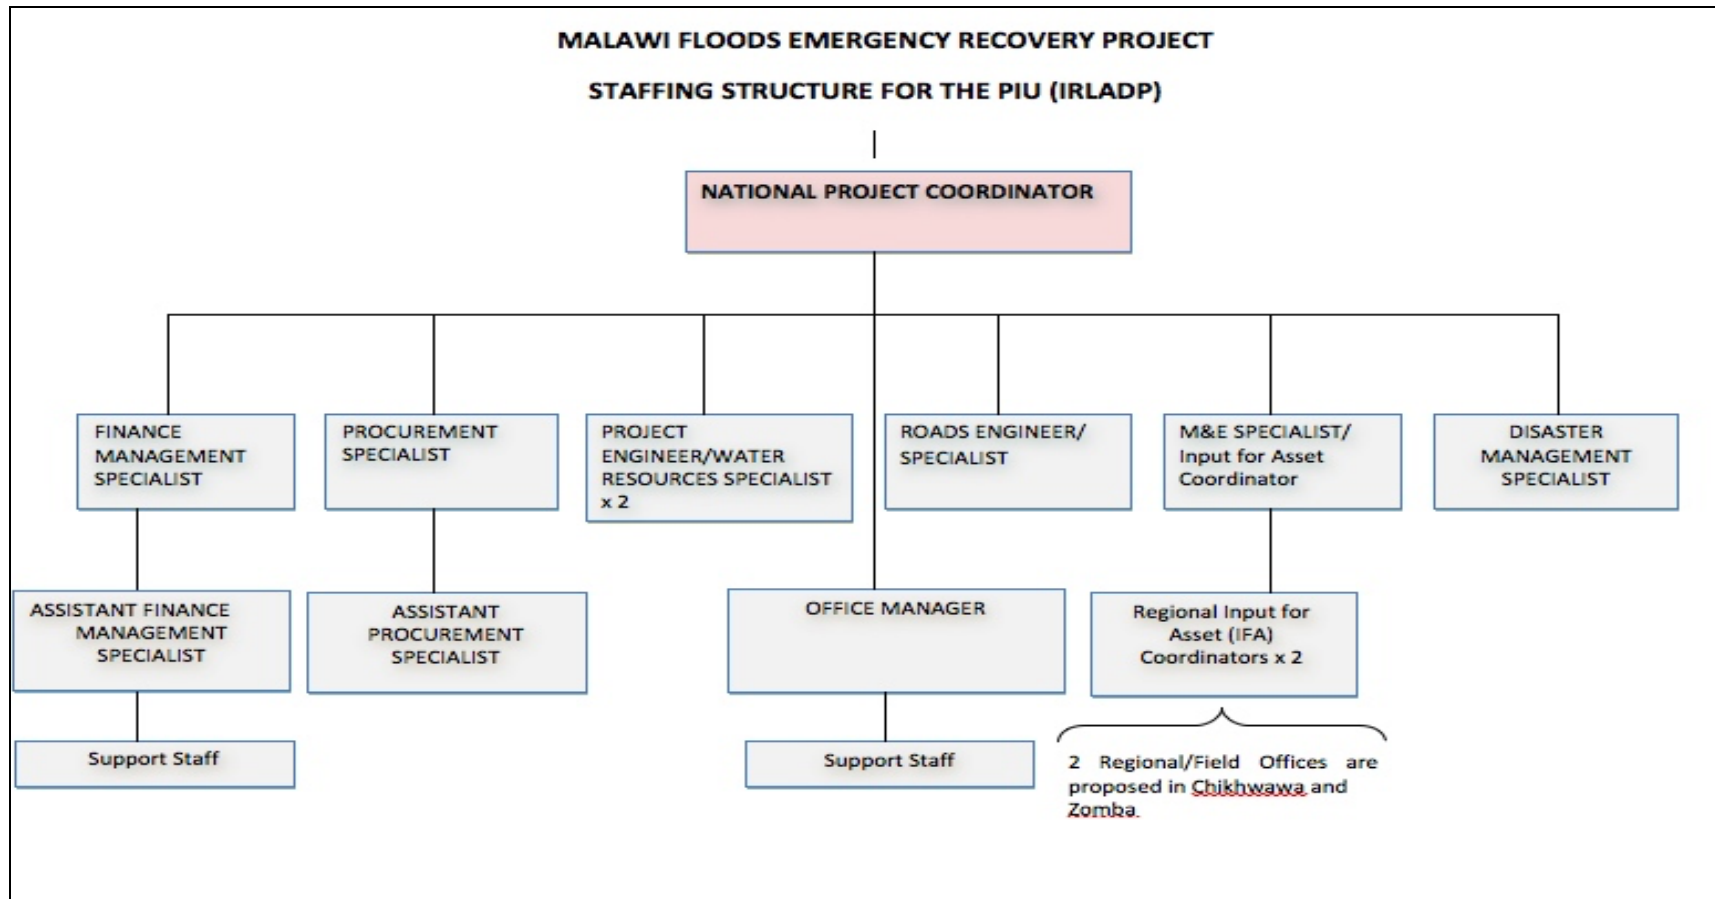 MALAWI FLOODS EMERGENCY RECOVERY PROJECT
STAFFING STRUCTURE FOR THE PIU (IRLADP)
NATIONAL PROJECT COORDINATOR
FINANCE
MANAGEMENT
SPECIALIST
PROCUREMENT
SPECIALIST
PROJECT
ENGINEER/WATER
RESOURCES SPECIALIST
x 2
ROADS ENGINEER/
SPECIALIST
M&E SPECIALIST/
Input for Asset
Coordinator
DISASTER
MANAGEMENT
SPECIALIST
ASSISTANT FINANCE
MANAGEMENT
SPECIALIST
ASSISTANT
PROCUREMENT
SPECIALIST
OFFICE MANAGER
Regional Input for
Asset (IFA)
Coordinators x 2
Support Staff
Support Staff
2 Regional/Field Offices are
proposed in Chikhwawa and
Zomba.